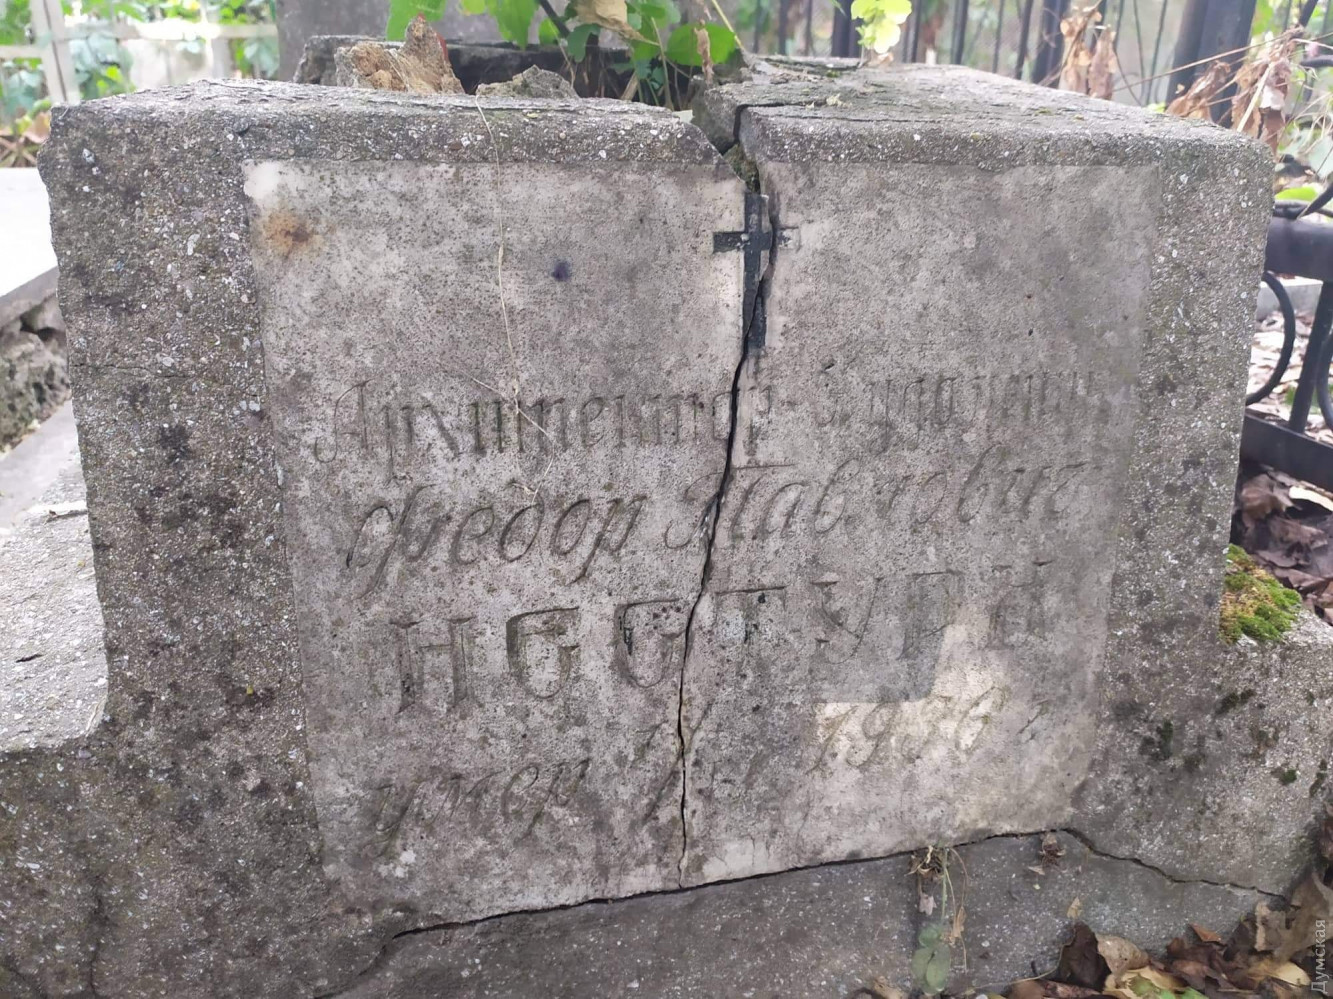 Архитектор-Художник
Федор Павлович
НЕСТУРХ
умер 1936 г
Думская